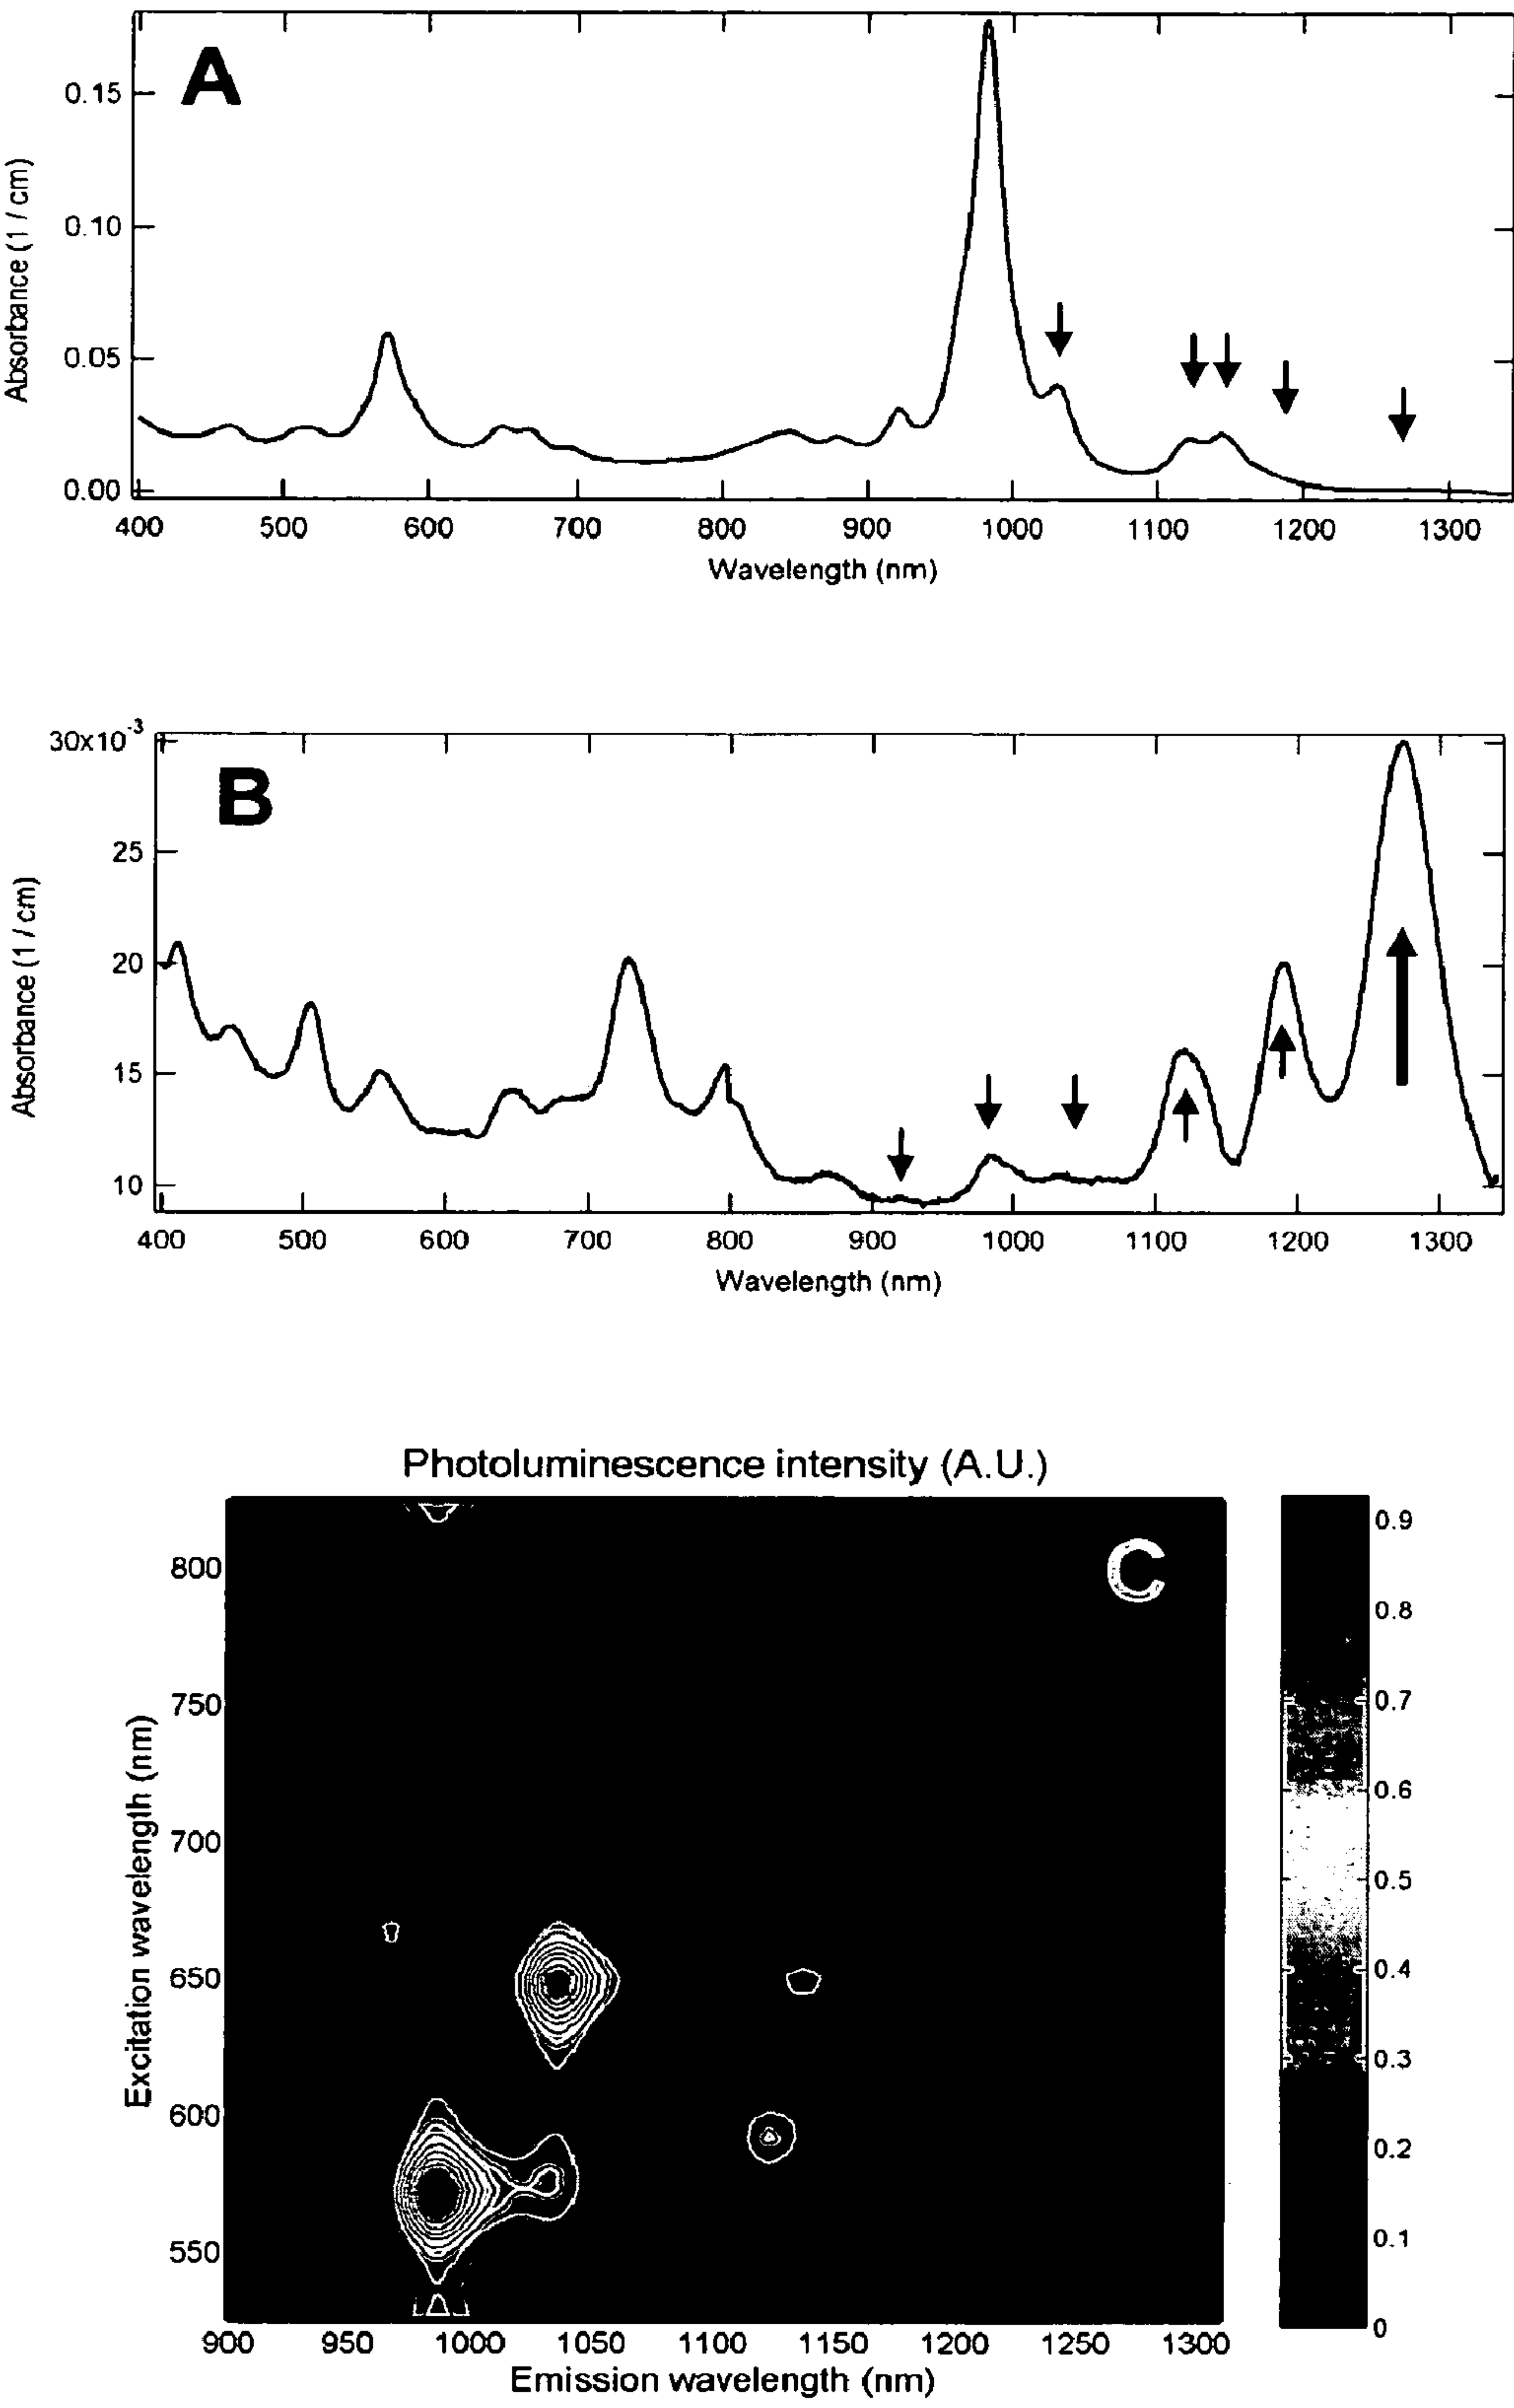 A
0.15
0.10
0.05
0.00
Absorbance (1 / cm)
400 500 600 700 800 900 1000 1100 1200 1300
Wavelength (nm)
B
30x10-3
25
20
15
10
Absorbance (1 / cm)
400 500 600 700 800 900 1000 1100 1200 1300
Wavelength (nm)
Photoluminescence intensity (A.U.)
C
800
750
700
650
600
550
Excitation wavelength (nm)
900 950 1000 1050 1100 1150 1200 1250 1300
Emission wavelength (nm)
0.9
0.8
0.7
0.6
0.5
0.4
0.3
0.2
0.1
0